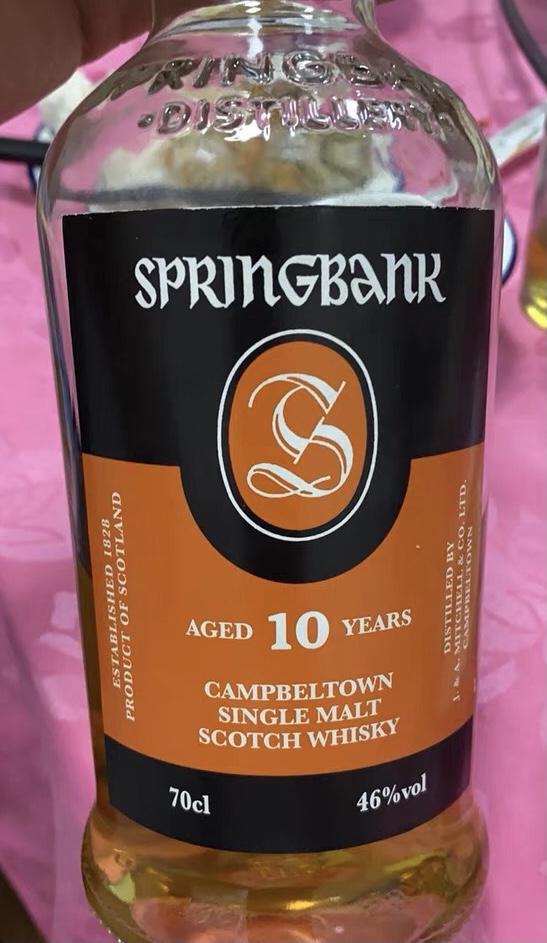 SPRINGBANK
·DISTILLERY·
SPRINGBANK
S
ESTABLISHED 1828
PRODUCT OF SCOTLAND
AGED 10 YEARS
CAMPBELTOWN
SINGLE MALT
SCOTCH WHISKY
DISTILLED BY
J. & A. MITCHELL & CO. LTD.
CAMPBELTOWN
70cl
46%vol